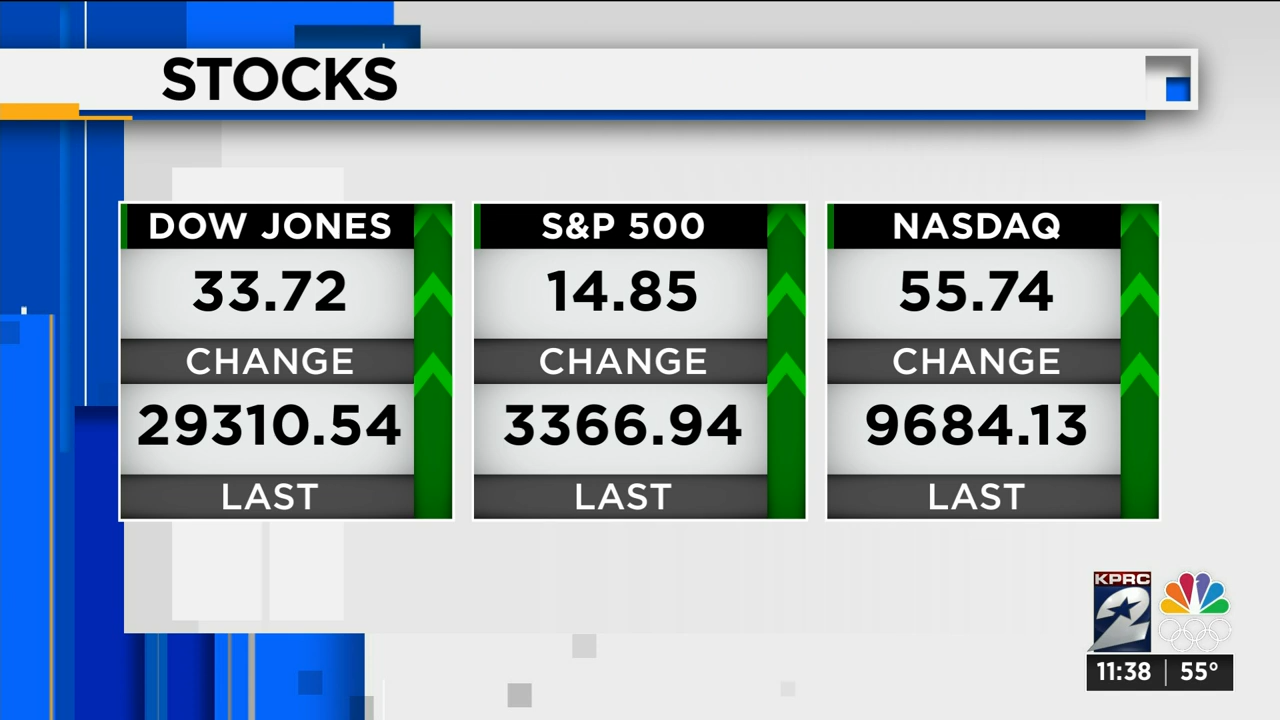 STOCKS
DOW JONES
33.72
CHANGE
29310.54
LAST
S&P 500
14.85
CHANGE
3366.94
LAST
NASDAQ
55.74
CHANGE
9684.13
LAST
KPRC
2
11:38 | 55°